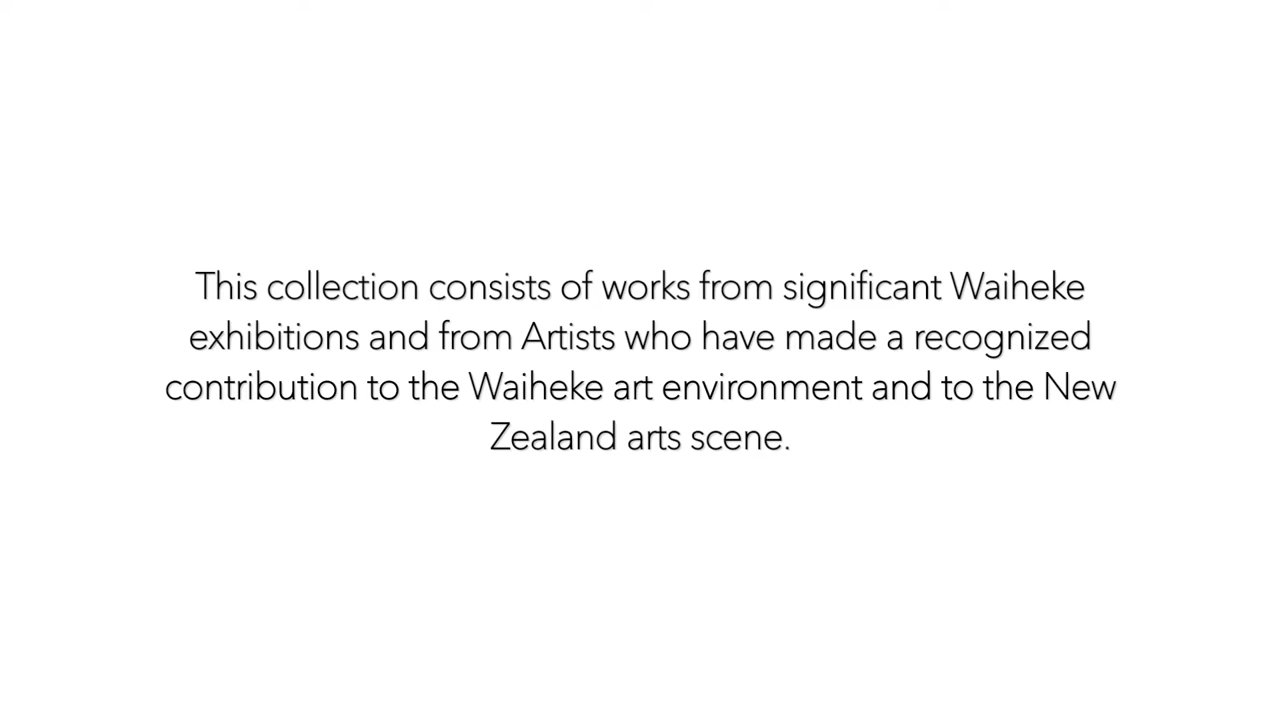 This collection consists of works from significant Waiheke
exhibitions and from Artists who have made a recognized
contribution to the Waiheke art environment and to the New
Zealand arts scene.